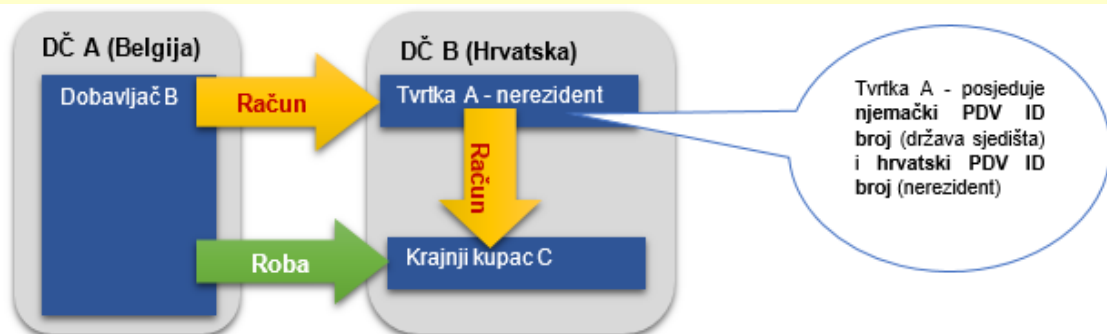 DČ A (Belgija)
Dobavljač B
Račun
DČ B (Hrvatska)
Tvrtka A - nerezident
Račun
Roba
Krajnji kupac C
Tvrtka A - posjeduje
njemački PDV ID
broj (država sjedišta)
i hrvatski PDV ID
broj (nerezident)